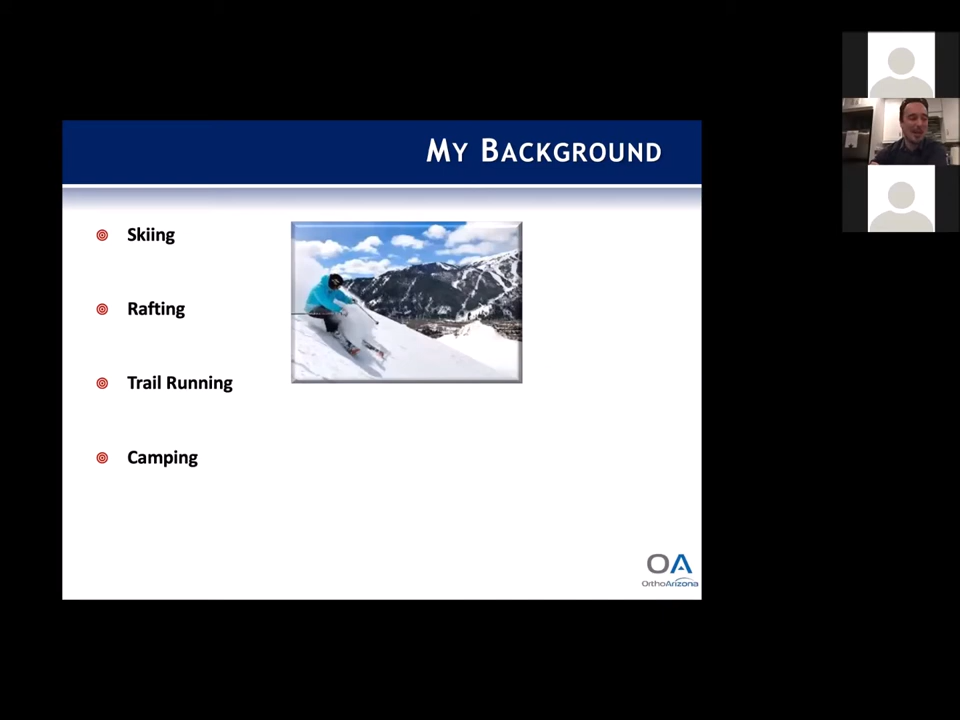 My Background
Skiing
Rafting
Trail Running
Camping
OA
OrthoArizona